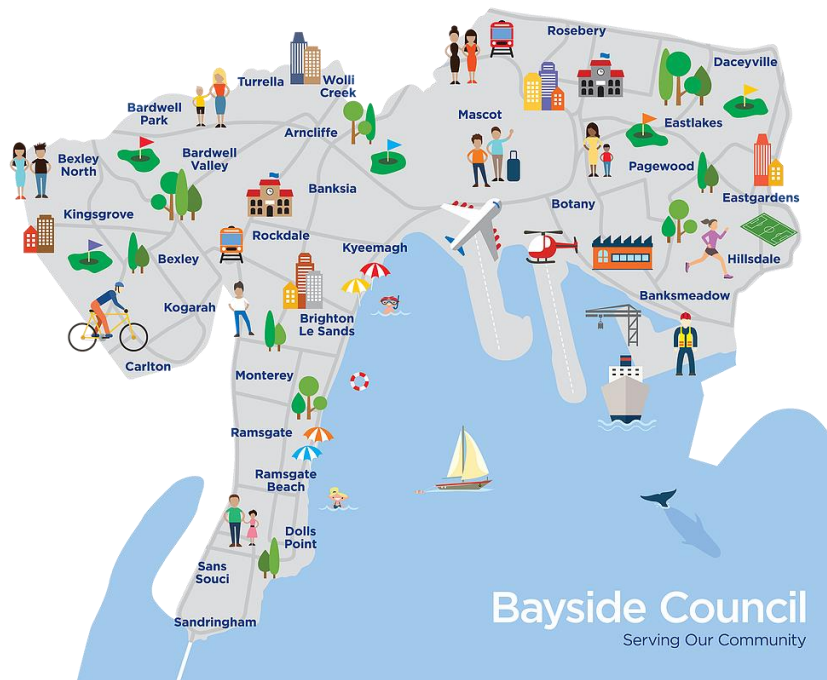 Rosebery
Daceyville
Turrella
Wolli
Creek
Bardwell
Park
Mascot
Eastlakes
Arncliffe
Bexley
North
Bardwell
Valley
Pagewood
Banksia
Eastgardens
Kingsgrove
Botany
Rockdale
Kyeemagh
Bexley
Hillsdale
Banksmeadow
Kogarah
Brighton
Le Sands
Carlton
Monterey
Ramsgate
Ramsgate
Beach
Dolls
Point
Sans
Souci
Sandringham
Bayside Council
Serving Our Community